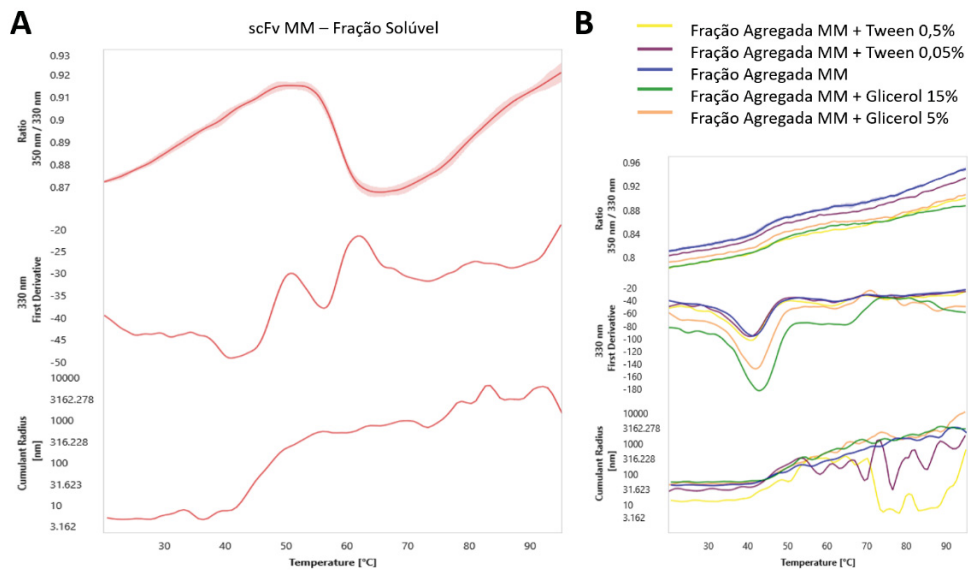 A
scFv MM – Fração Solúvel
Ratio
350 nm / 330 nm
0.93
0.92
0.91
0.9
0.89
0.88
0.87
330 nm
First Derivative
-20
-25
-30
-35
-40
-45
-50
Cumulant Radius
[nm]
10000
3162.278
1000
316.228
100
31.623
10
3.162
30 40 50 60 70 80 90
Temperature [°C]
B
Fração Agregada MM + Tween 0,5%
Fração Agregada MM + Tween 0,05%
Fração Agregada MM
Fração Agregada MM + Glicerol 15%
Fração Agregada MM + Glicerol 5%
Ratio
350 nm / 330 nm
0.96
0.92
0.88
0.84
0.8
330 nm
First Derivative
-20
-40
-60
-80
-100
-120
-140
-160
-180
Cumulant Radius
[nm]
10000
3162.278
1000
316.228
100
31.623
10
3.162
30 40 50 60 70 80 90
Temperature [°C]